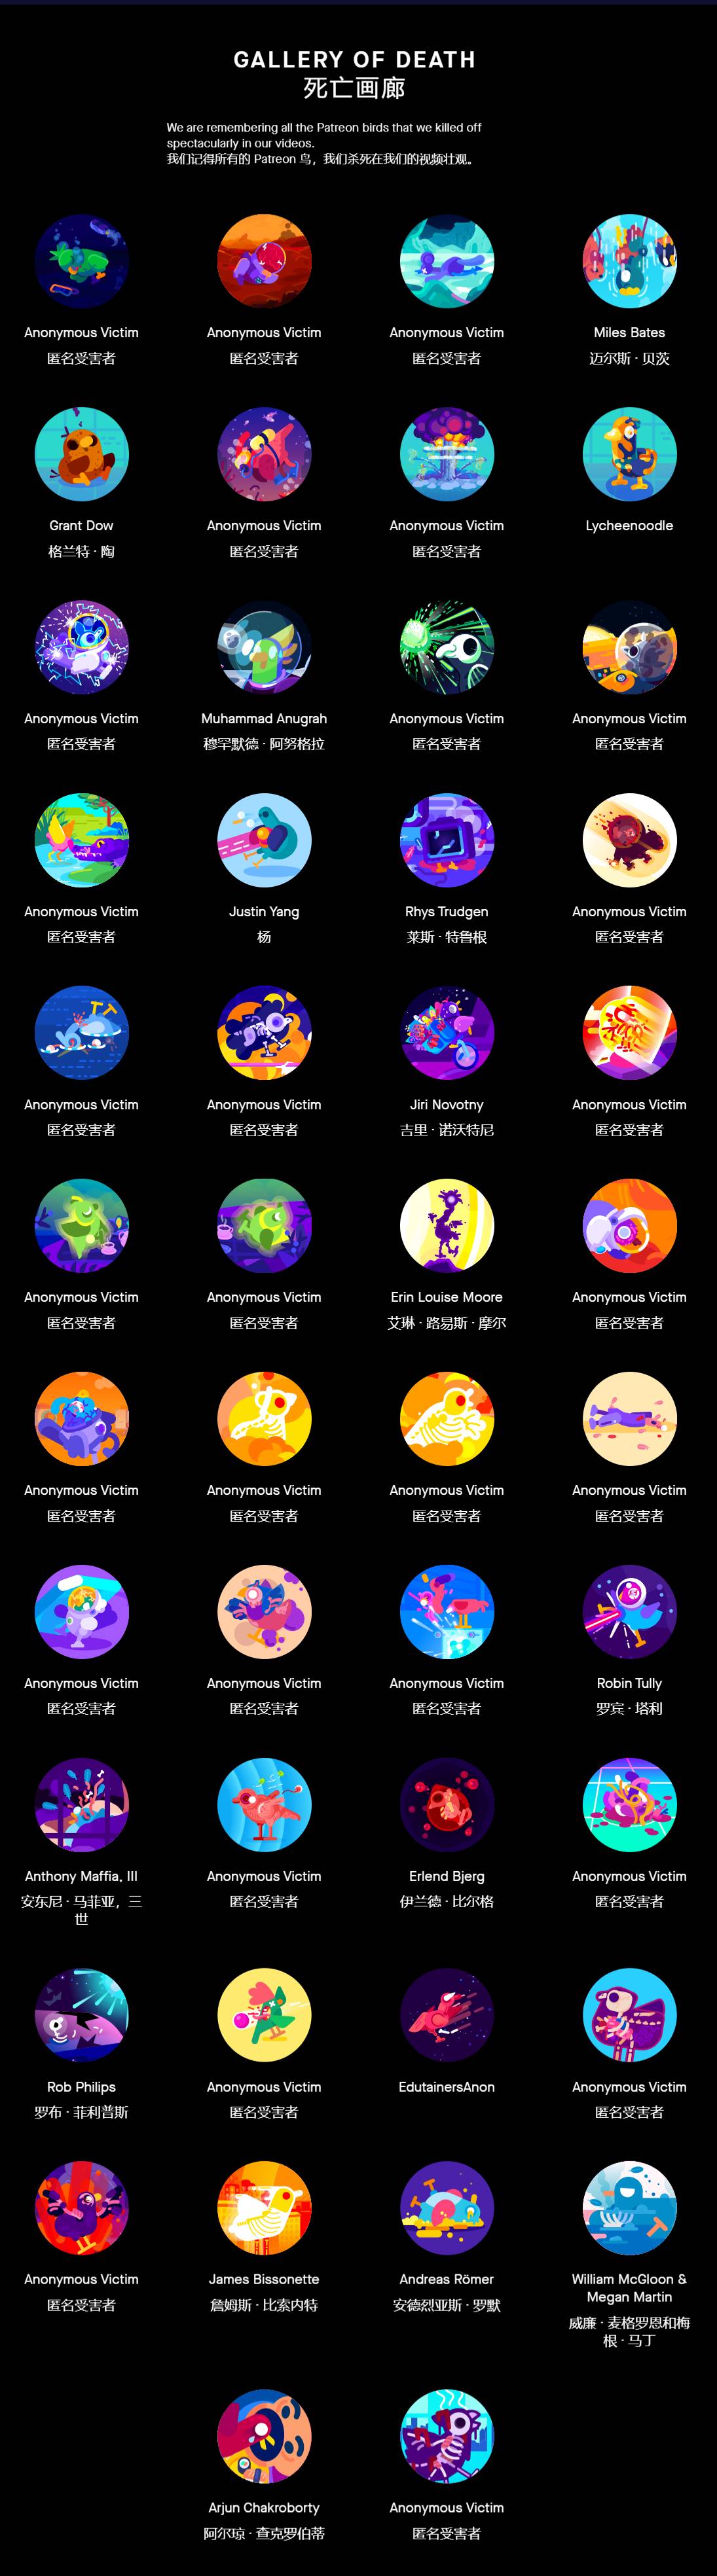 GALLERY OF DEATH
死亡画廊
We are remembering all the Patreon birds that we killed off
spectacularly in our videos.
我们记得所有的 Patreon 鸟，我们杀死在我们的视频壮观。
Anonymous Victim
匿名受害者
Anonymous Victim
匿名受害者
Anonymous Victim
匿名受害者
Miles Bates
迈尔斯 · 贝茨
Grant Dow
格兰特 · 陶
Anonymous Victim
匿名受害者
Anonymous Victim
匿名受害者
Lycheenoodle
Anonymous Victim
匿名受害者
Muhammad Anugrah
穆罕默德 · 阿努格拉
Anonymous Victim
匿名受害者
Anonymous Victim
匿名受害者
Anonymous Victim
匿名受害者
Justin Yang
杨
Rhys Trudgen
莱斯 · 特鲁根
Anonymous Victim
匿名受害者
Anonymous Victim
匿名受害者
Anonymous Victim
匿名受害者
Jiri Novotny
吉里 · 诺沃特尼
Anonymous Victim
匿名受害者
Anonymous Victim
匿名受害者
Anonymous Victim
匿名受害者
Erin Louise Moore
艾琳 · 路易斯 · 摩尔
Anonymous Victim
匿名受害者
Anonymous Victim
匿名受害者
Anonymous Victim
匿名受害者
Anonymous Victim
匿名受害者
Anonymous Victim
匿名受害者
Anonymous Victim
匿名受害者
Anonymous Victim
匿名受害者
Anonymous Victim
匿名受害者
Robin Tully
罗宾 · 塔利
Anthony Maffia, III
安东尼 · 马菲亚，三
世
Anonymous Victim
匿名受害者
Erlend Bjerg
伊兰德 · 比尔格
Anonymous Victim
匿名受害者
Rob Philips
罗布 · 菲利普斯
Anonymous Victim
匿名受害者
EdutainersAnon
Anonymous Victim
匿名受害者
Anonymous Victim
匿名受害者
James Bissonette
詹姆斯 · 比索内特
Andreas Römer
安德烈亚斯 · 罗默
William McGloon &
Megan Martin
威廉 · 麦格罗恩和梅
根 · 马丁
Arjun Chakroborty
阿尔琼 · 查克罗伯蒂
Anonymous Victim
匿名受害者